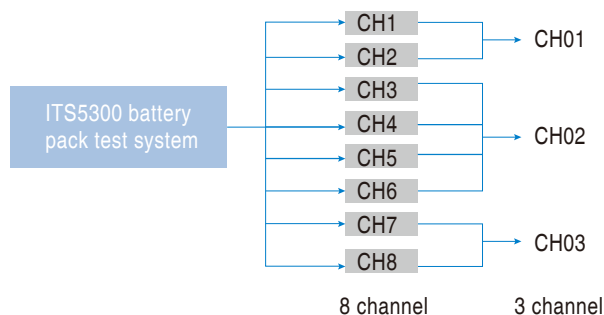 ITS5300 battery
pack test system
CH1
CH2
CH3
CH4
CH5
CH6
CH7
CH8
CH01
CH02
CH03
8 channel
3 channel